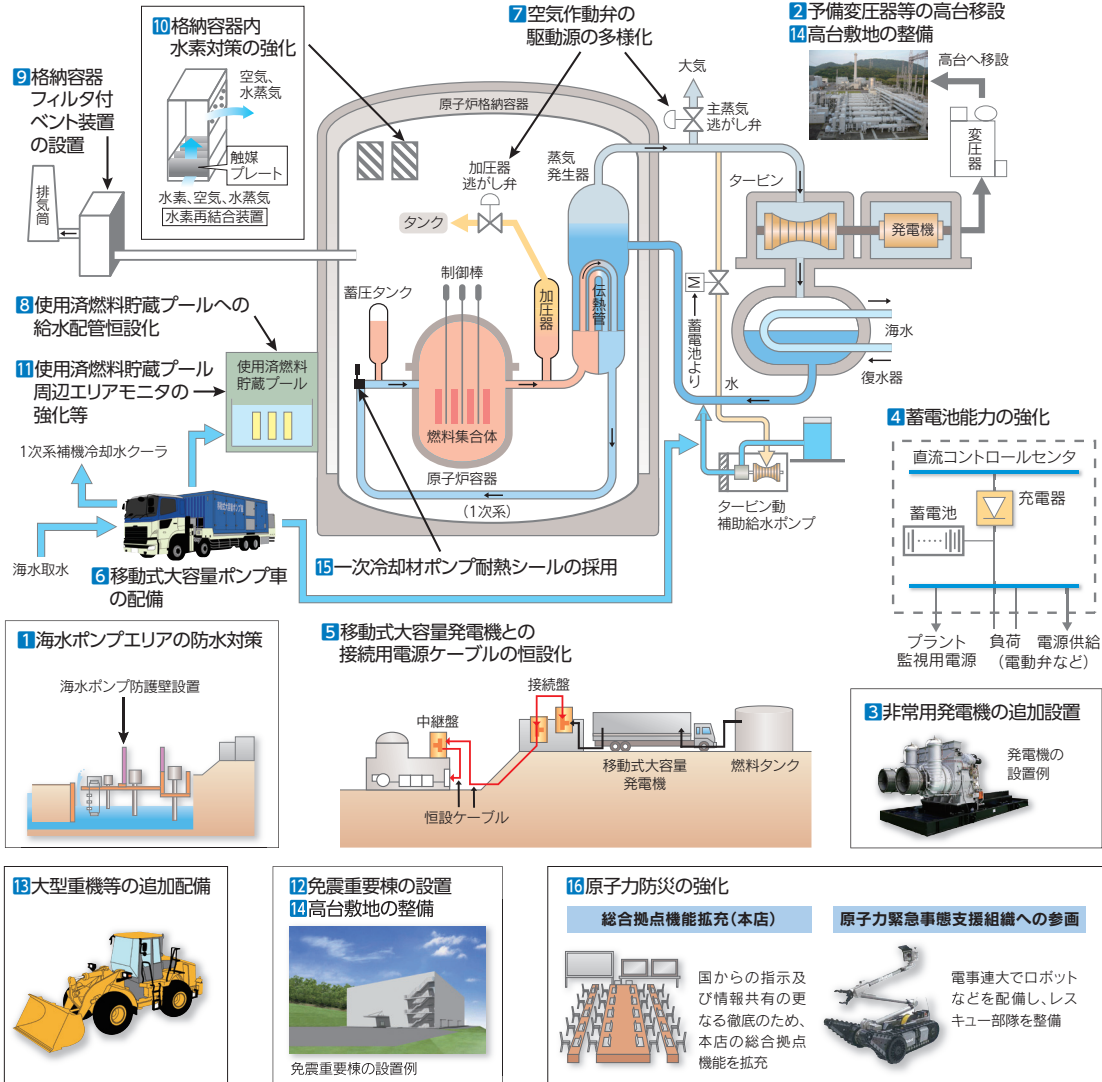 10 格納容器内
水素対策の強化
空気、
水蒸気
触媒
プレート
水素、空気、水蒸気
水素再結合装置
7 空気作動弁の
駆動源の多様化
2 予備変圧器等の高台移設
14 高台敷地の整備
高台へ移設
変圧器
9 格納容器
フィルタ付
ベント装置
の設置
排気筒
原子炉格納容器
大気
主蒸気
逃がし弁
加圧器
逃がし弁
タンク
蒸気
発生器
タービン
発電機
制御棒
蓄圧タンク
加圧器
伝熱管
M
蓄電池より
水
海水
復水器
燃料集合体
原子炉容器
(1次系)
タービン動
補助給水ポンプ
8 使用済燃料貯蔵プールへの
給水配管恒設化
11 使用済燃料貯蔵プール
周辺エリアモニタの
強化等
使用済燃料
貯蔵プール
1次系補機冷却水クーラ
海水取水
6 移動式大容量ポンプ車
の配備
15 一次冷却材ポンプ耐熱シールの採用
4 蓄電池能力の強化
直流コントロールセンタ
充電器
蓄電池
プラント
監視用電源
負荷
電源供給
(電動弁など)
1 海水ポンプエリアの防水対策
海水ポンプ防護壁設置
5 移動式大容量発電機との
接続用電源ケーブルの恒設化
接続盤
中継盤
移動式大容量
発電機
燃料タンク
恒設ケーブル
3 非常用発電機の追加設置
発電機の
設置例
13 大型重機等の追加配備
12 免震重要棟の設置
14 高台敷地の整備
免震重要棟の設置例
16 原子力防災の強化
総合拠点機能拡充(本店)
国からの指示及
び情報共有の更
なる徹底のため、
本店の総合拠点
機能を拡充
原子力緊急事態支援組織への参画
電事連大でロボット
などを配備し、レス
キュー部隊を整備